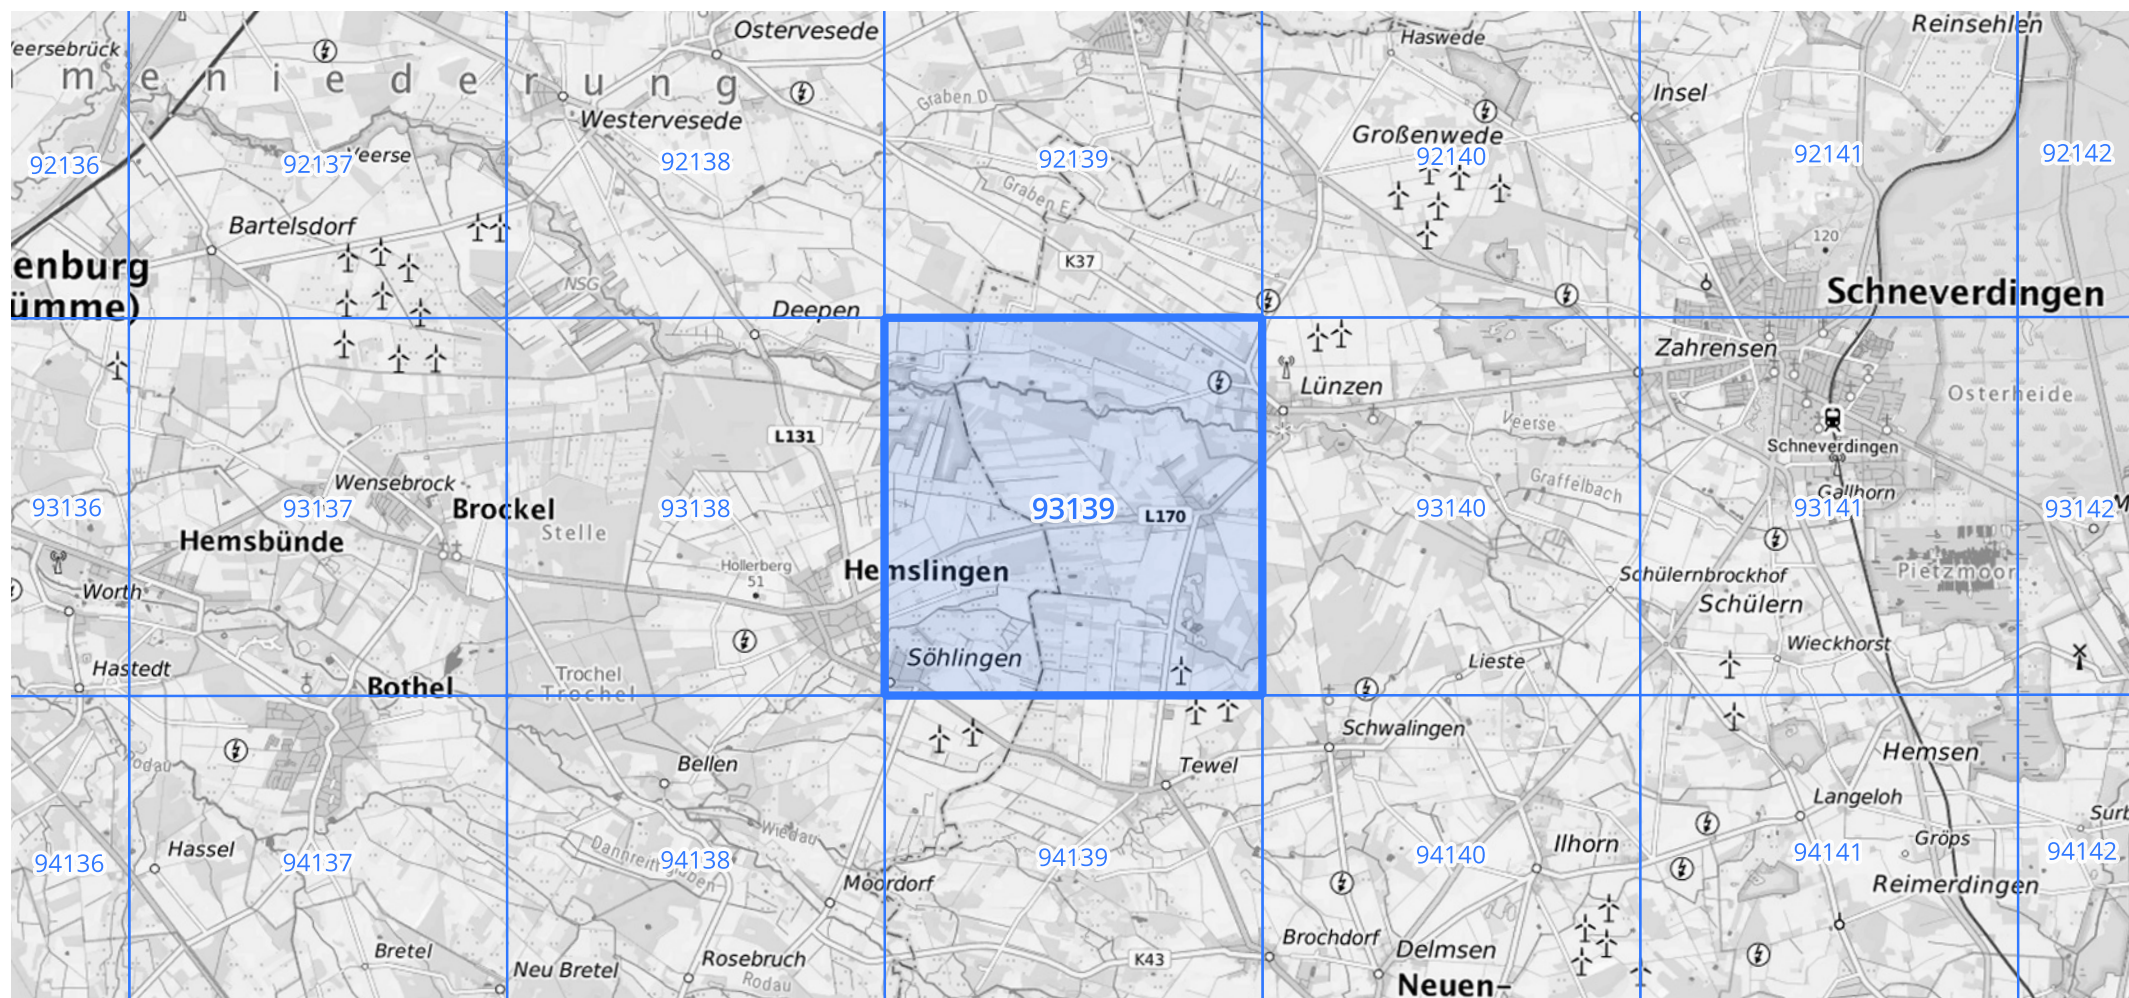 Reinsehlen
Ostervesede
Haswede
eersebrück
meniederung
Insel
Graben D
Westervesede
Großenwede
Veerse
92136
92137
92138
92139
92140
92141
92142
Graben E
Bartelsdorf
120
K37
enburg
NSG
Schneverdingen
ümme)
Deepen
Zahrensen
Lünzen
Osterheide
Veerse
L131
Schneverdingen
Wensebrock
Graffelbach
Gallhorn
Brockel
93136
93137
93138
93139
L170
93140
93141
93142
M
Stelle
Hemsbünde
Hollerberg
51
Hemslingen
Pietzmoor
Schülernbrockhof
Worth
Schülern
Wieckhorst
Söhlingen
Lieste
Hastedt
Trochel
Trochel
Bothel
Schwalingen
Hemsen
Rodau
Bellen
Tewel
Langeloh
Surb
Wiedau
Gröps
Hassel
Ilhorn
Dannreithgraben
94136
94137
94138
94139
94140
94141
94142
Moordorf
Reimerdingen
Brochdorf
Delmsen
Bretel
Neu Bretel
Rosebruch
K43
Rodau
Neuen-